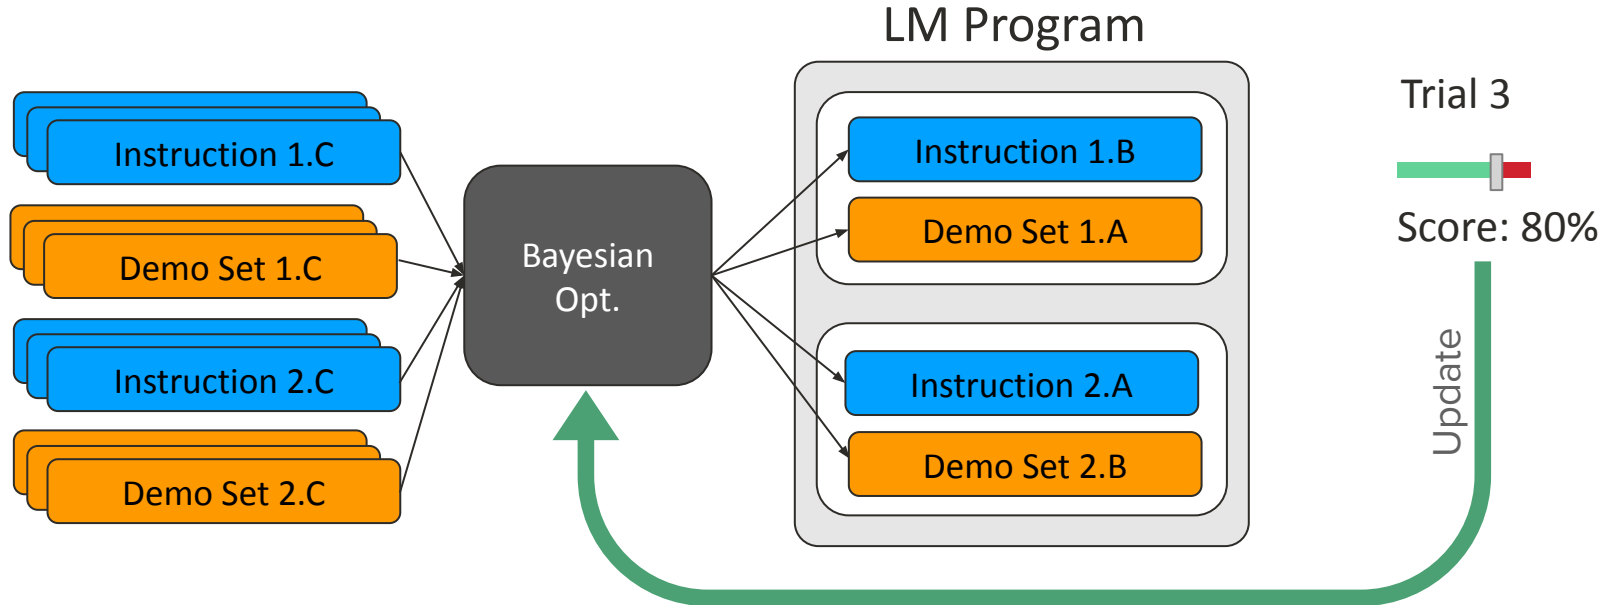 LM Program
Instruction 1.C
Demo Set 1.C
Instruction 2.C
Demo Set 2.C
Bayesian
Opt.
Instruction 1.B
Demo Set 1.A
Instruction 2.A
Demo Set 2.B
Trial 3
Score: 80%
Update